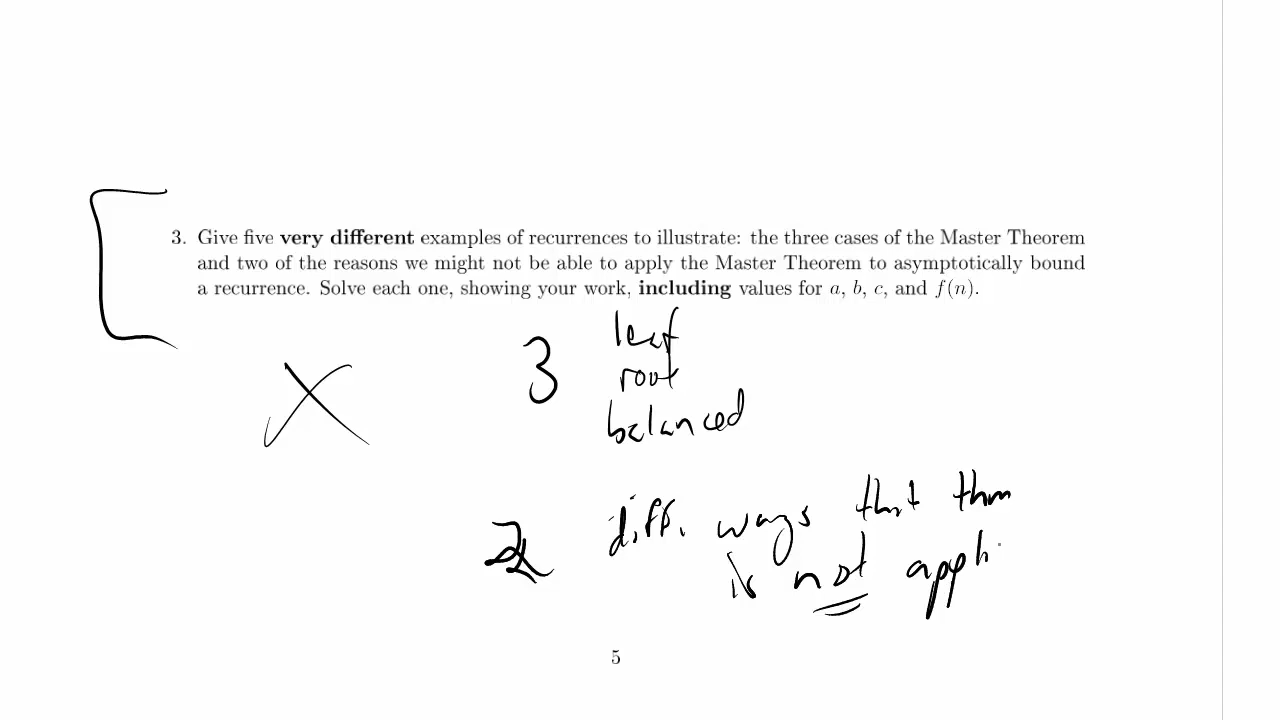 3. Give five very different examples of recurrences to illustrate: the three cases of the Master Theorem
and two of the reasons we might not be able to apply the Master Theorem to asymptotically bound
a recurrence. Solve each one, showing your work, including values for a, b, c, and f(n).
leaf
3 root
balanced
2 diff. ways that thm
is not appli
5